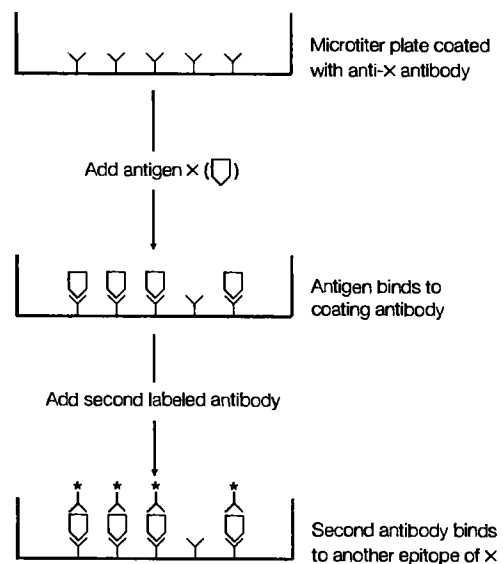 Microtiter plate coated
with anti-× antibody
Add antigen × ( )
Antigen binds to
coating antibody
Add second labeled antibody
* * * *
Second antibody binds
to another epitope of ×